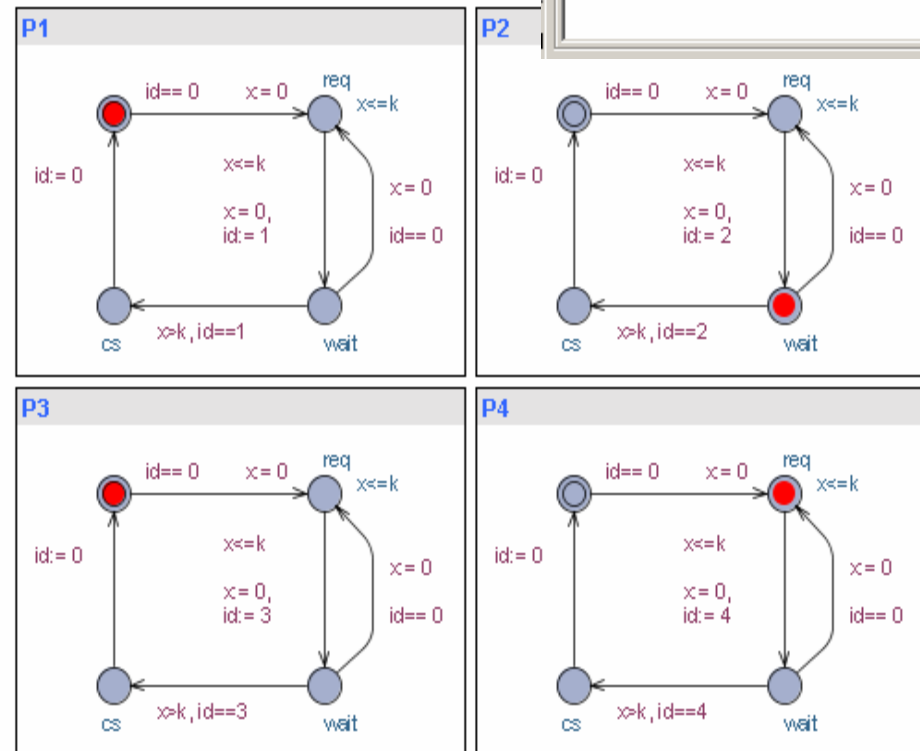 P1
id== 0 x:= 0 req
x<=k
id:= 0
x<=k
x:= 0,
id:= 1
x:= 0
id== 0
cs
x>k,id==1
wait
P2
id== 0 x:= 0 req
x<=k
id:= 0
x<=k
x:= 0,
id:= 2
x:= 0
id== 0
cs
x>k,id==2
wait
P3
id== 0 x:= 0 req
x<=k
id:= 0
x<=k
x:= 0,
id:= 3
x:= 0
id== 0
cs
x>k,id==3
wait
P4
id== 0 x:= 0 req
x<=k
id:= 0
x<=k
x:= 0,
id:= 4
x:= 0
id== 0
cs
x>k,id==4
wait